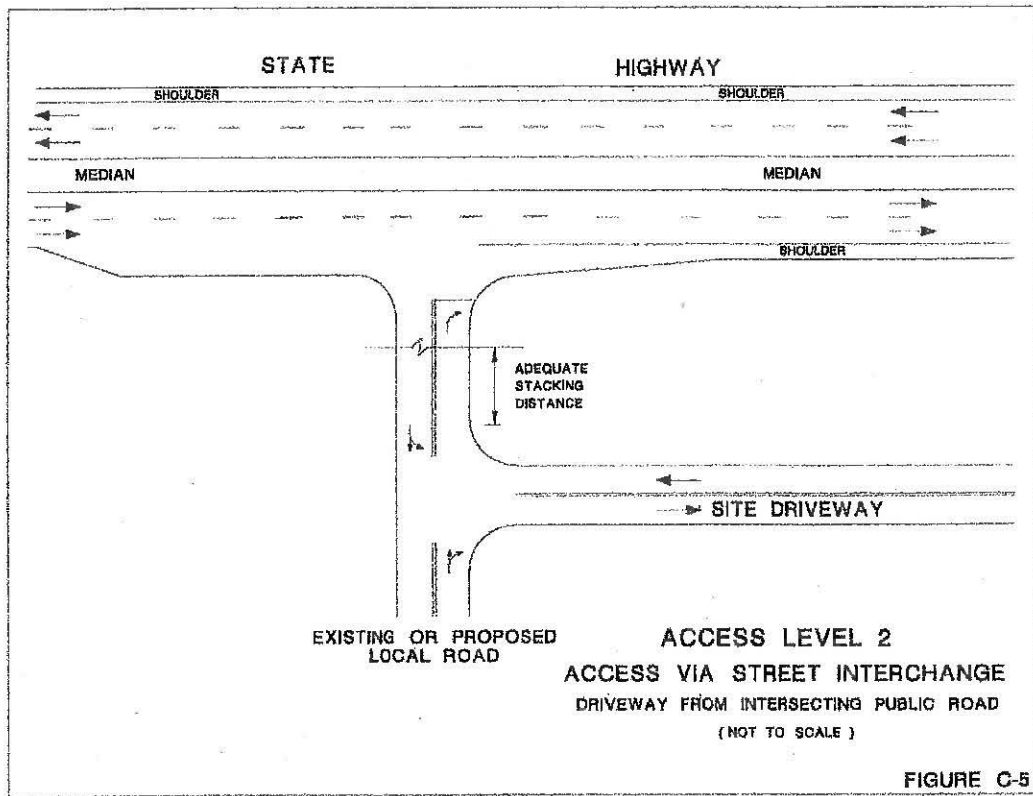 STATE HIGHWAY
SHOULDER SHOULDER
MEDIAN MEDIAN
SHOULDER
ADEQUATE
STACKING
DISTANCE
SITE DRIVEWAY
EXISTING OR PROPOSED
LOCAL ROAD
ACCESS LEVEL 2
ACCESS VIA STREET INTERCHANGE
DRIVEWAY FROM INTERSECTING PUBLIC ROAD
( NOT TO SCALE )
FIGURE C-5